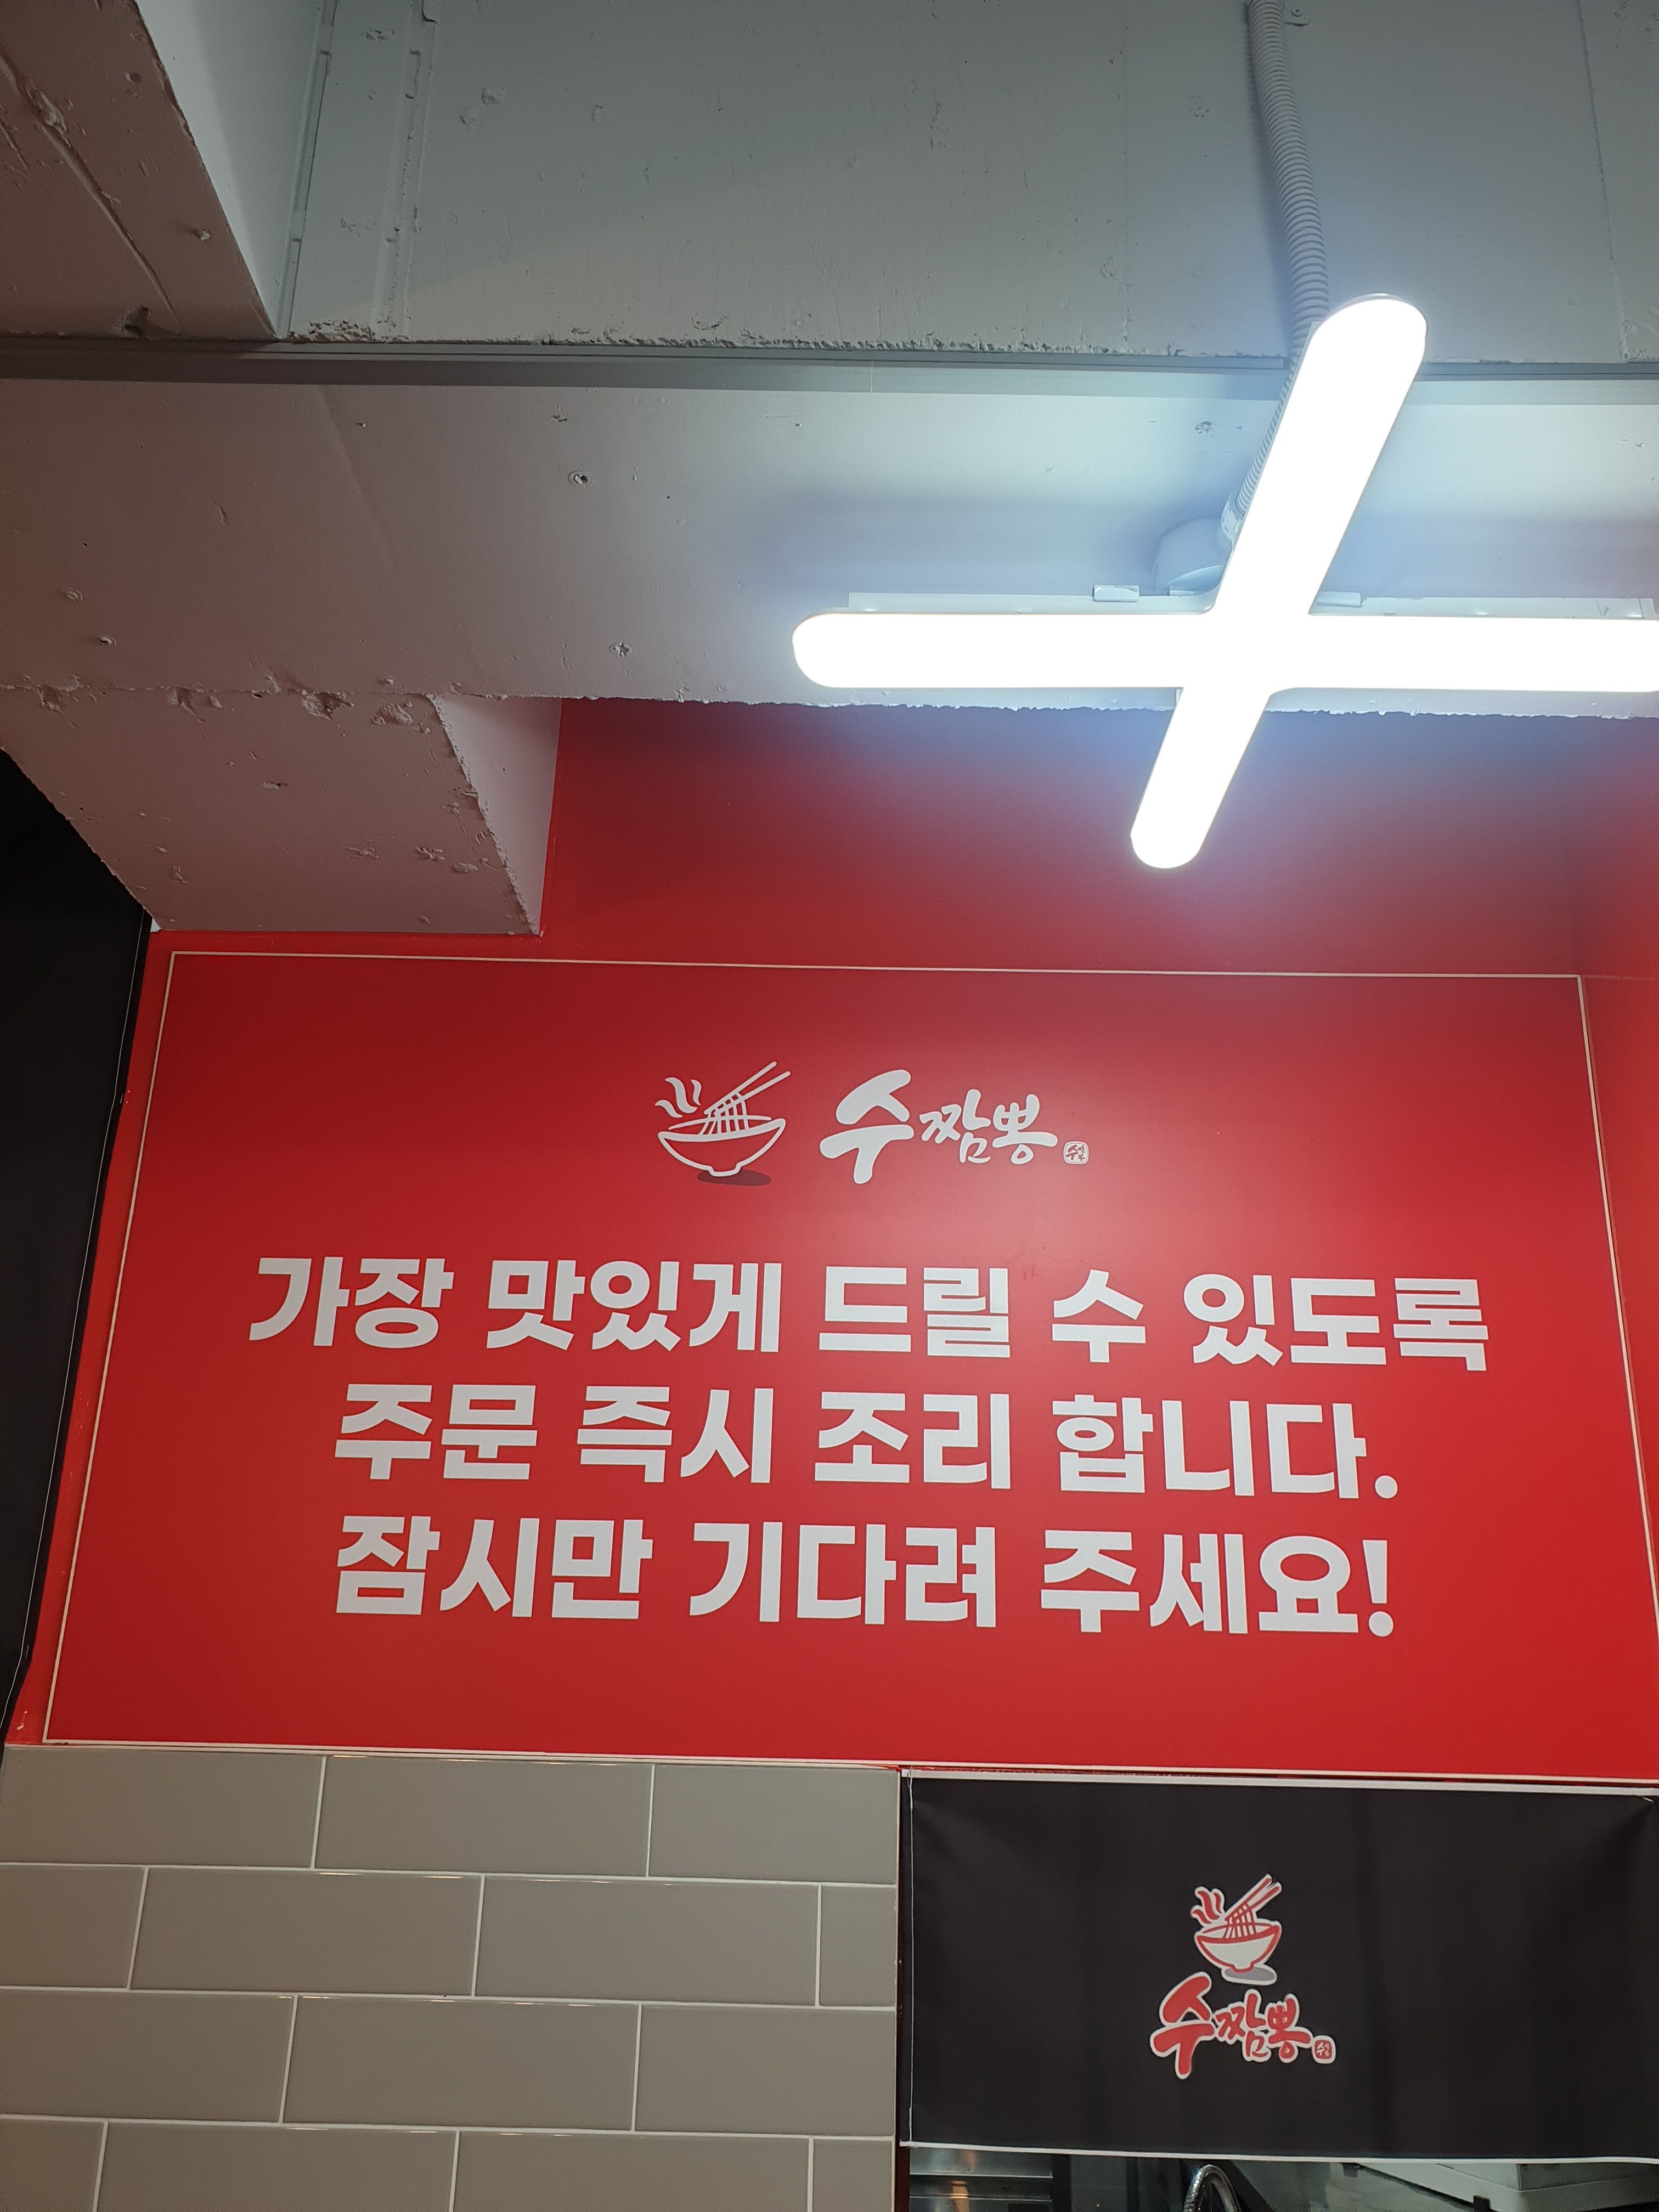 수짬뽕
가장 맛있게 드릴 수 있도록
주문 즉시 조리 합니다.
잠시만 기다려 주세요!
수짬뽕